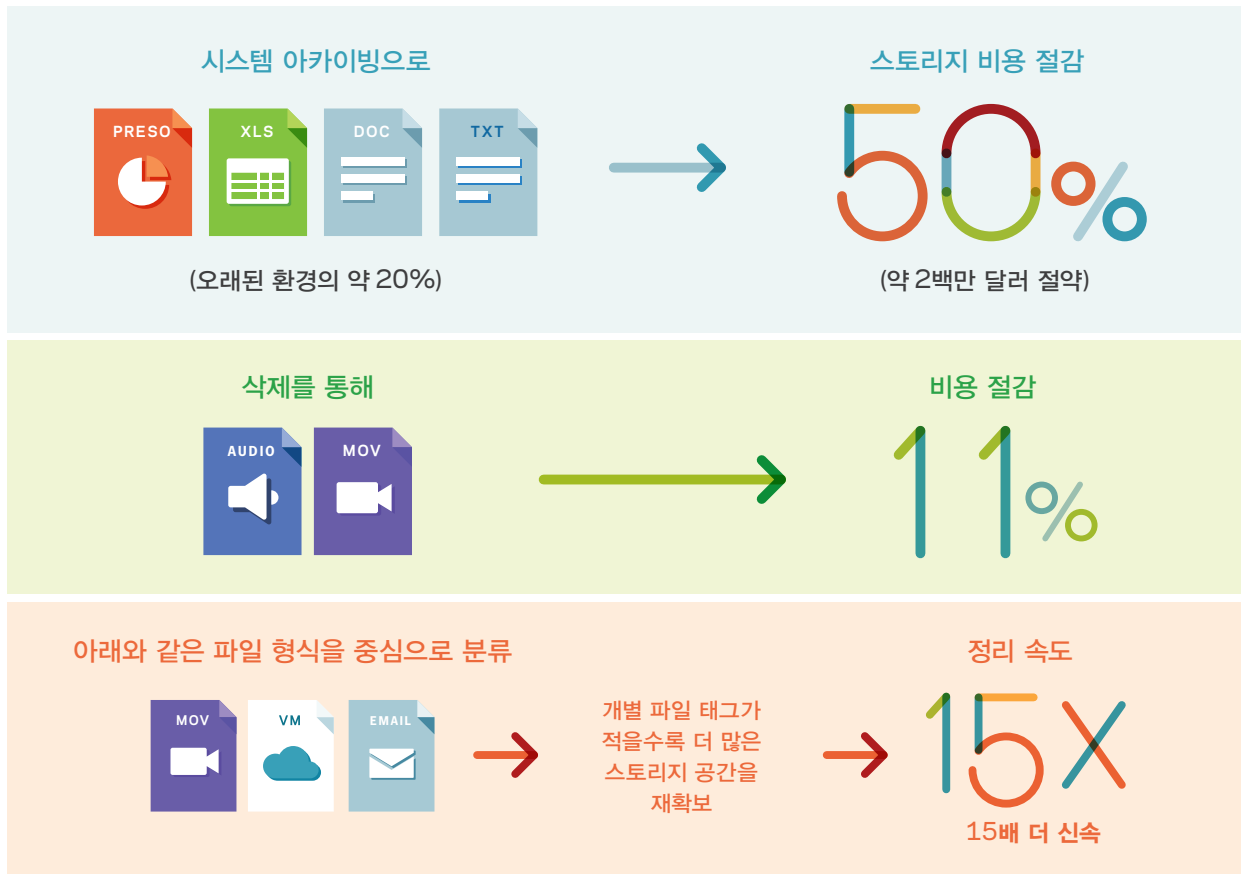 시스템 아카이빙으로
스토리지 비용 절감
PRESO
XLS
DOC
TXT
50%
(오래된 환경의 약 20%)
(약 2백만 달러 절약)
삭제를 통해
비용 절감
AUDIO
MOV
11%
아래와 같은 파일 형식을 중심으로 분류
정리 속도
MOV
VM
EMAIL
개별 파일 태그가
적을수록 더 많은
스토리지 공간을
재확보
15X
15배 더 신속